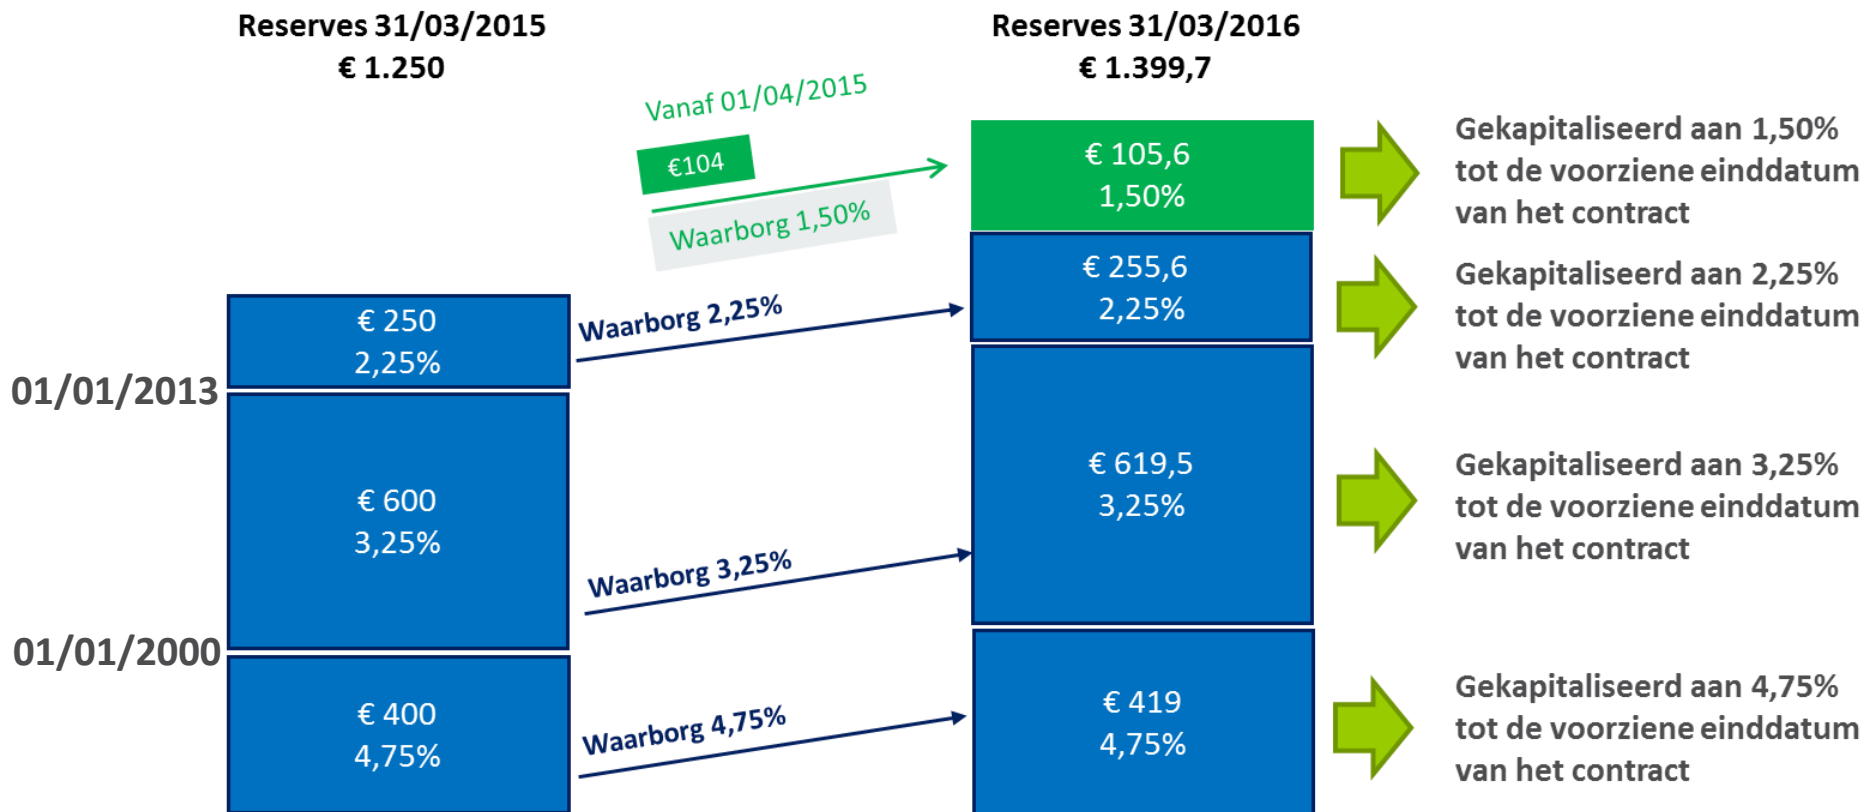 Reserves 31/03/2015
€ 1.250
Reserves 31/03/2016
€ 1.399,7
Vanaf 01/04/2015
€104
Waarborg 1,50%
€ 105,6
1,50%
Gekapitaliseerd aan 1,50%
tot de voorziene einddatum
van het contract
€ 250
2,25%
Waarborg 2,25%
€ 255,6
2,25%
Gekapitaliseerd aan 2,25%
tot de voorziene einddatum
van het contract
01/01/2013
€ 600
3,25%
Waarborg 3,25%
€ 619,5
3,25%
Gekapitaliseerd aan 3,25%
tot de voorziene einddatum
van het contract
01/01/2000
€ 400
4,75%
Waarborg 4,75%
€ 419
4,75%
Gekapitaliseerd aan 4,75%
tot de voorziene einddatum
van het contract